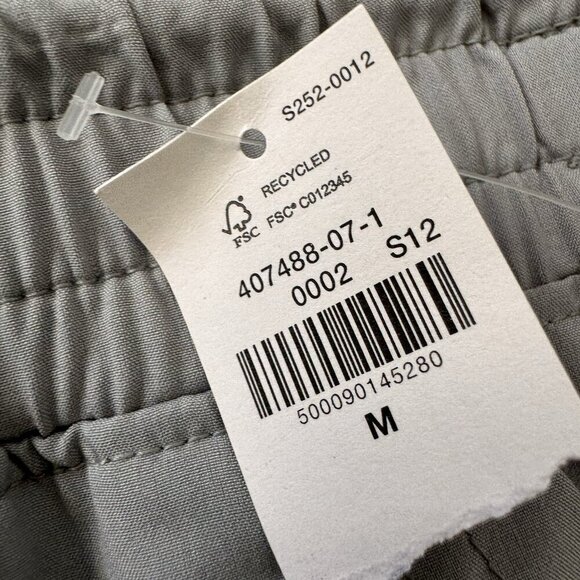 S252-0012
RECYCLED
FSC FSC® C012345
407488-07-1
0002 S12
500090145280
M